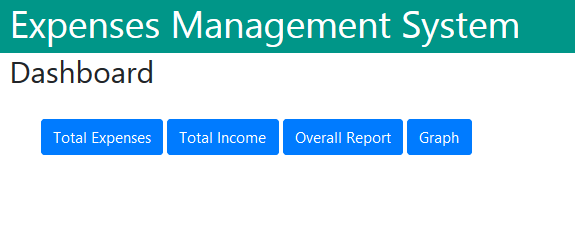 Expenses Management System
Dashboard
Total Expenses Total Income Overall Report Graph